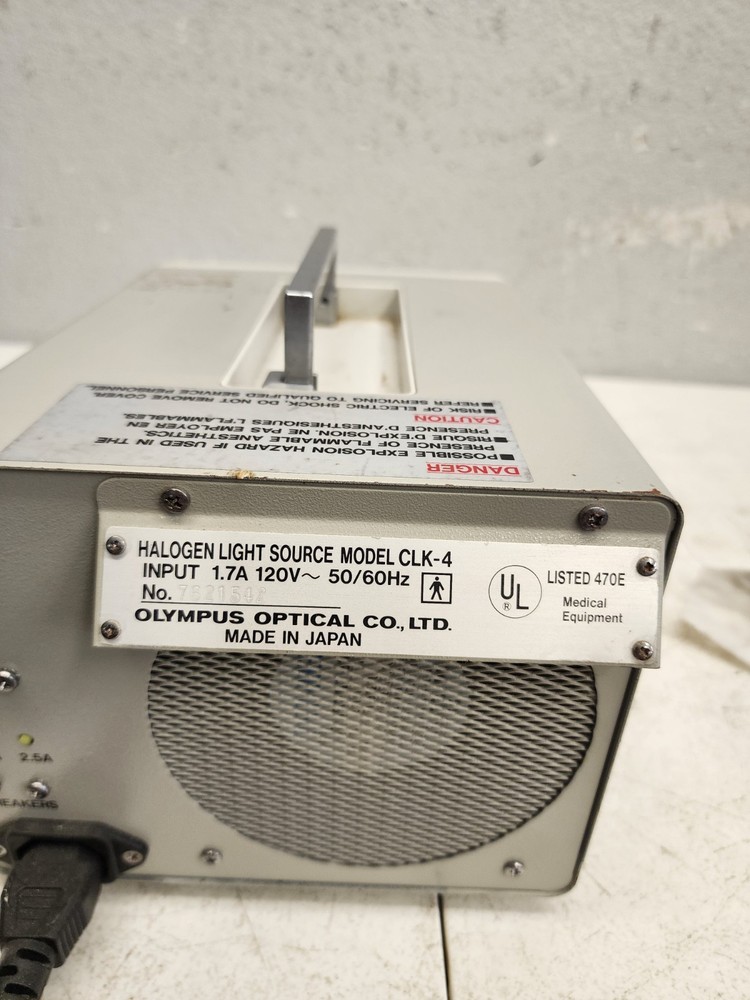 DANGER
■POSSIBLE EXPLOSION HAZARD IF USED IN THE
PRESENCE OF FLAMMABLE ANESTHETICS.
■RISQUE D'EXPLOSION. NE PAS EMPLOYER EN
PRESENCE D'ANESTHESIQUES L'FLAMMABLES.
CAUTION
■RISK OF ELECTRIC SHOCK, DO NOT REMOVE COVER.
■REFER SERVICING TO QUALIFIED SERVICE PERSONNEL
HALOGEN LIGHT SOURCE MODEL CLK-4
INPUT 1.7A 120V~ 50/60Hz
No.
OLYMPUS OPTICAL CO., LTD.
MADE IN JAPAN
UL
®
LISTED 470E
Medical
Equipment
2.5A